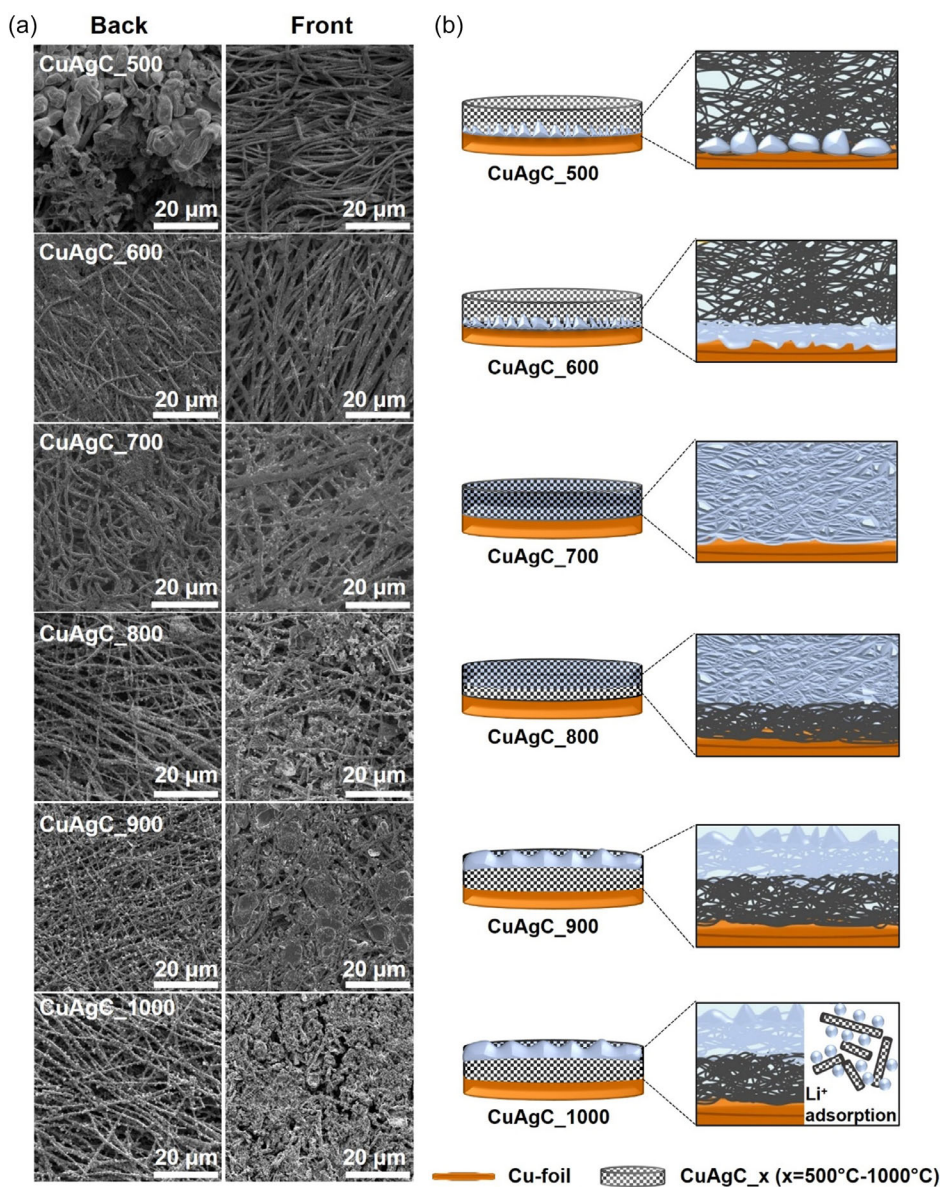 (a) Back Front (b)
CuAgC_500
20 µm 20 µm
CuAgC_500
CuAgC_600
20 µm 20 µm
CuAgC_600
CuAgC_700
20 µm 20 µm
CuAgC_700
CuAgC_800
20 µm 20 µm
CuAgC_800
CuAgC_900
20 µm 20 µm
CuAgC_900
CuAgC_1000
20 µm 20 µm
CuAgC_1000
Li⁺
adsorption
Cu-foil CuAgC_x (x=500°C-1000°C)